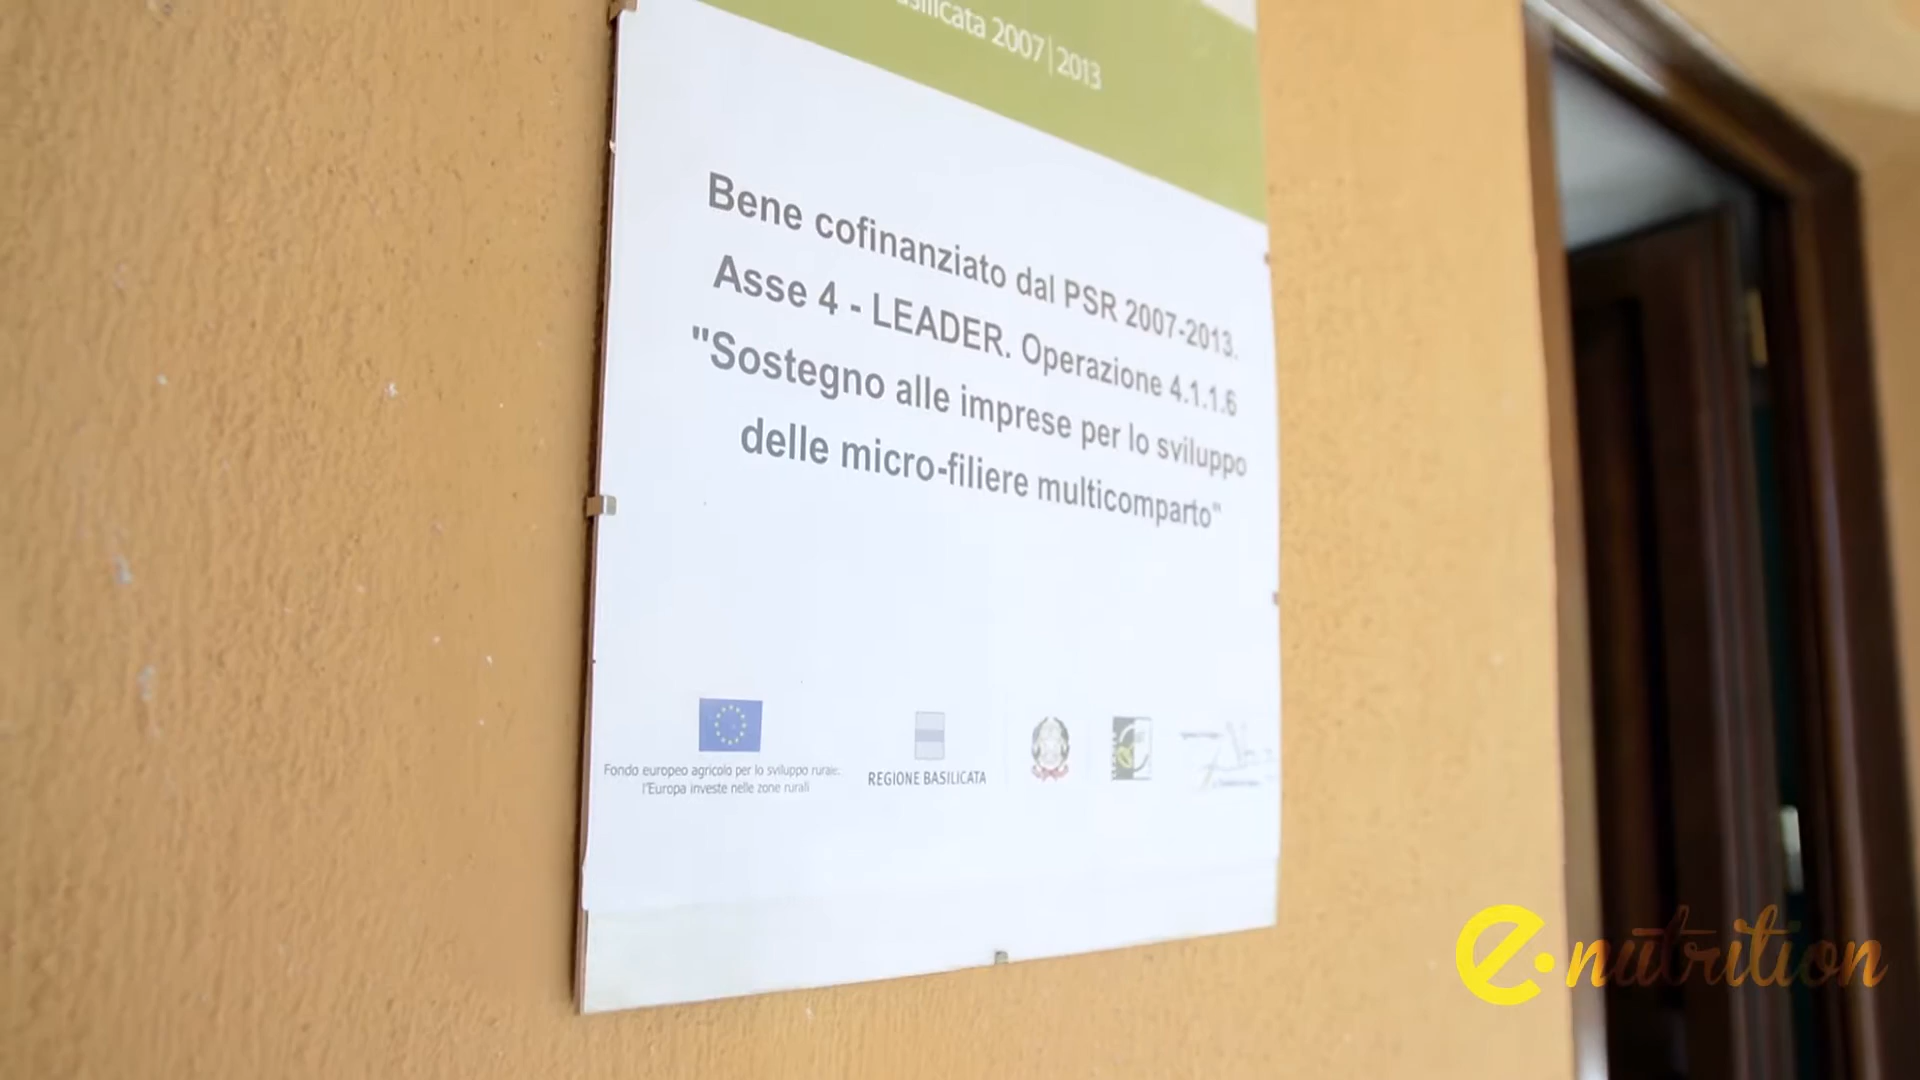 Basilicata 2007|2013
Bene cofinanziato dal PSR 2007-2013.
Asse 4 - LEADER. Operazione 4.1.1.6
"Sostegno alle imprese per lo sviluppo
delle micro-filiere multicomparto"
Fondo europeo agricolo per lo sviluppo rurale:
l'Europa investe nelle zone rurali
REGIONE BASILICATA
e-nutrition